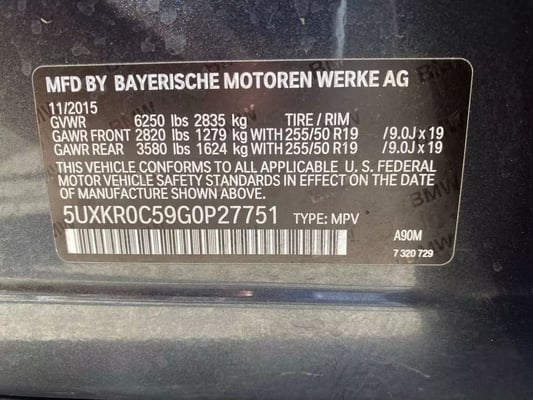 MFD BY BAYERISCHE MOTOREN WERKE AG
11/2015
GVWR 6250 lbs 2835 kg TIRE / RIM
GAWR FRONT 2820 lbs 1279 kg WITH 255/50 R19 /9.0J x 19
GAWR REAR 3580 lbs 1624 kg WITH 255/50 R19 /9.0J x 19
THIS VEHICLE CONFORMS TO ALL APPLICABLE U.S. FEDERAL
MOTOR VEHICLE SAFETY STANDARDS IN EFFECT ON THE
DATE OF MANUFACTURE SHOWN ABOVE.
5UXKR0C59G0P27751 TYPE: MPV
A90M
7 320 729
BMW